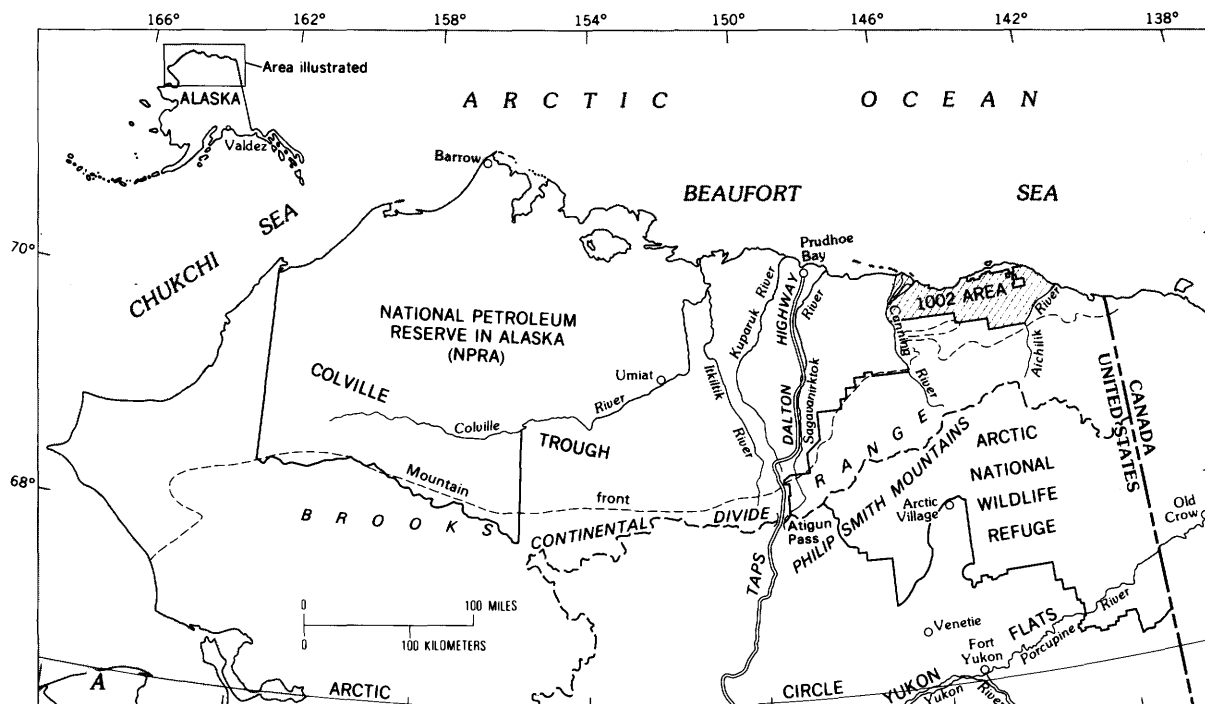 166°
162°
158°
154°
150°
146°
142°
138°
Area illustrated
ALASKA
Valdez
ARCTIC OCEAN
Barrow
BEAUFORT SEA
CHUKCHI SEA
70°
Prudhoe
Bay
1002 AREA
NATIONAL PETROLEUM
RESERVE IN ALASKA
(NPRA)
Kuparuk River
HIGHWAY
DALTON
River
Sagavanirktok
Canning
River
Aichilik River
Itkillik
River
Umiat
COLVILLE
TROUGH
Colville River
CANADA
UNITED STATES
68°
Mountain front
BROOKS RANGE
CONTINENTAL DIVIDE
Atigun
Pass
PHILIP SMITH MOUNTAINS
ARCTIC
NATIONAL
WILDLIFE
REFUGE
Arctic
Village
Old
Crow
TAPS
0 100 MILES
0 100 KILOMETERS
Venetie
Fort
Yukon
YUKON FLATS
Porcupine River
Yukon River
A
ARCTIC CIRCLE